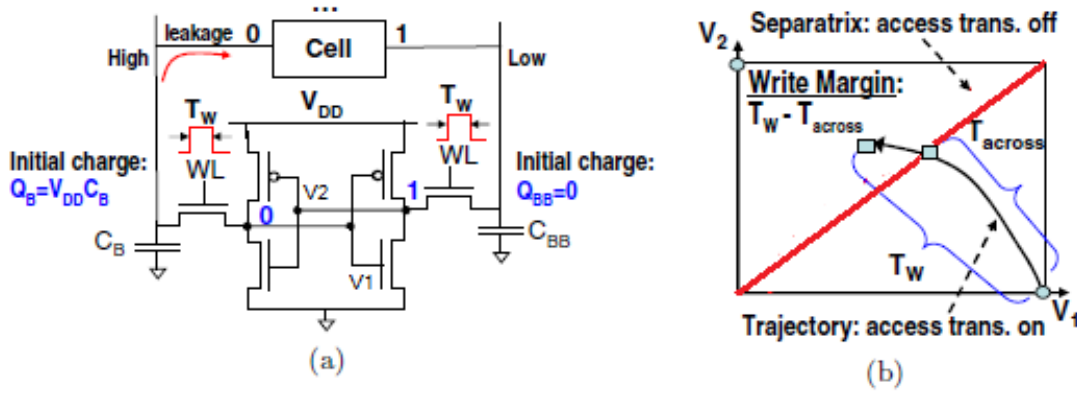 ...
leakage 0 Cell 1
High
Low
T_W
V_DD
T_W
Initial charge:
Q_B=V_DD C_B
WL
V2
WL
Initial charge:
Q_BB=0
0
1
C_B
V1
C_BB
(a)
Separatrix: access trans. off
V_2
Write Margin:
T_W - T_across
T_across
T_W
V_1
Trajectory: access trans. on
(b)